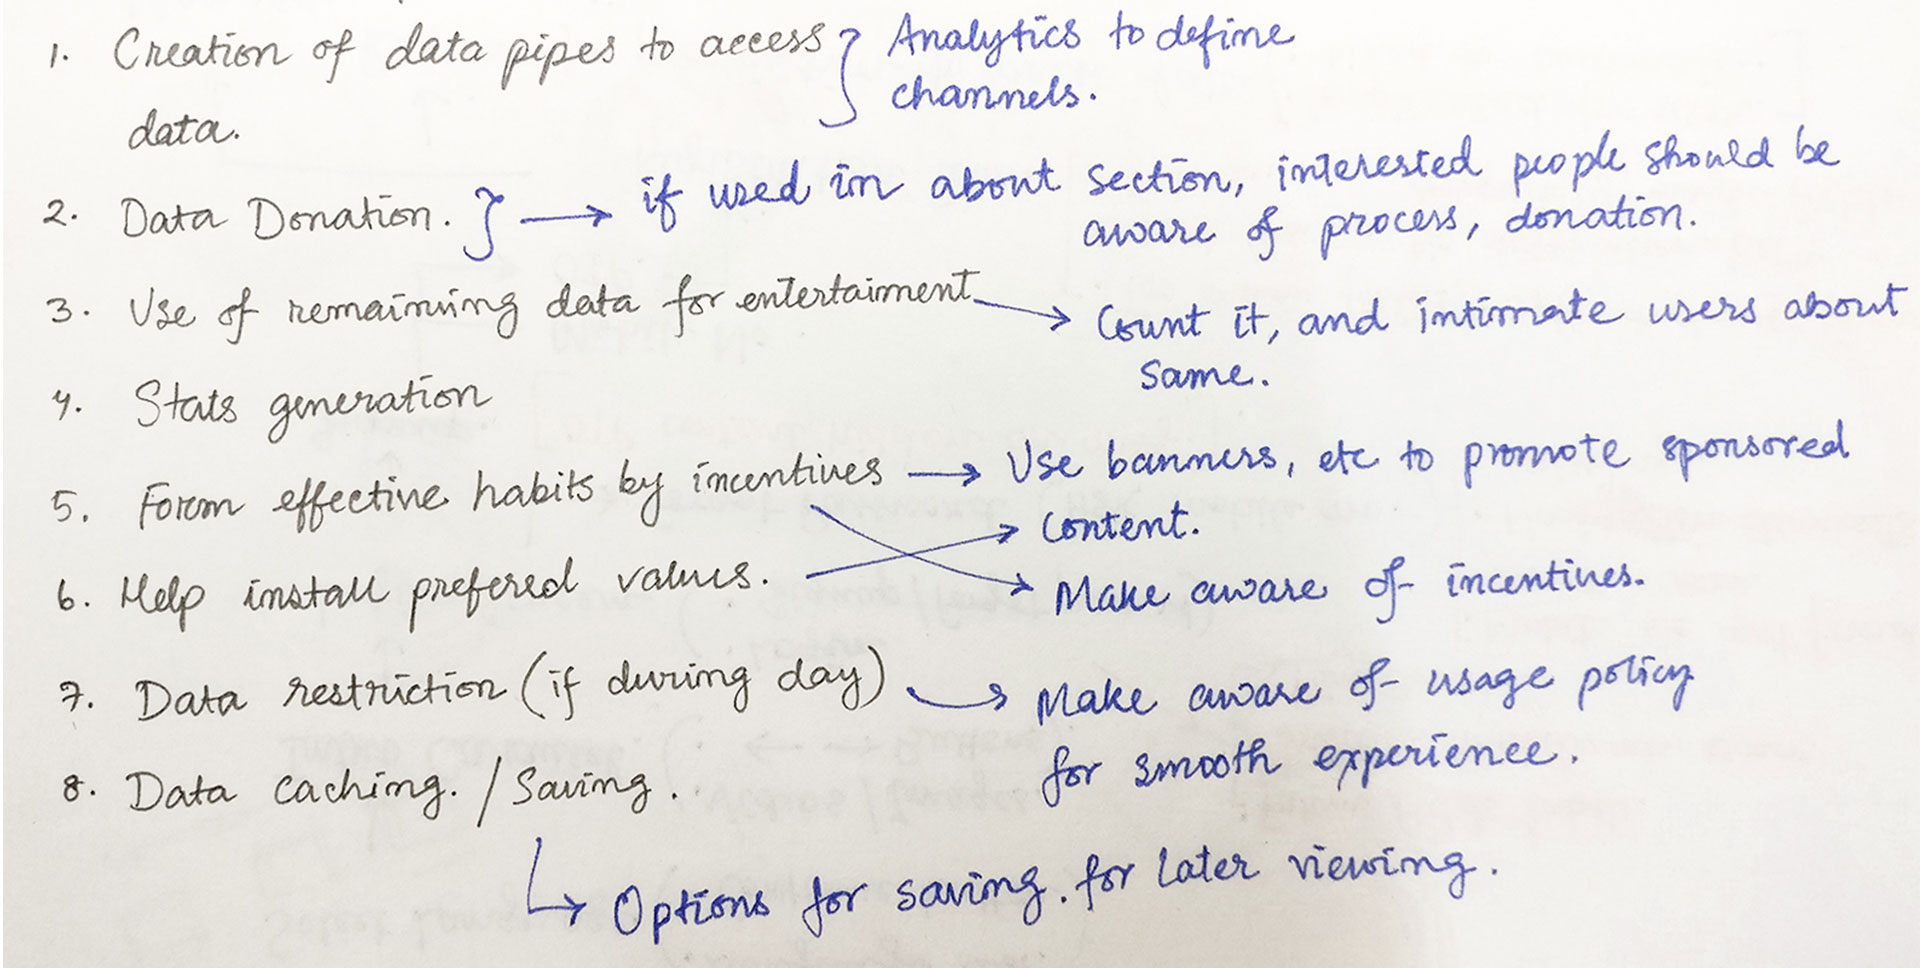 1. Creation of data pipes to access } Analytics to define
data. channels.
2. Data Donation. } → if used in about section, interested people should be
aware of process, donation.
3. Use of remaining data for entertaiment → Count it, and intimate users about
same.
4. Stats generation
5. Form effective habits by incentives → Use banners, etc to promote sponsored
→ Content.
6. Help install prefered values. → Make aware of incentives.
7. Data restriction (if during day) → Make aware of usage policy
for smooth experience.
8. Data caching. / Saving.
→ Options for saving. for later viewing.